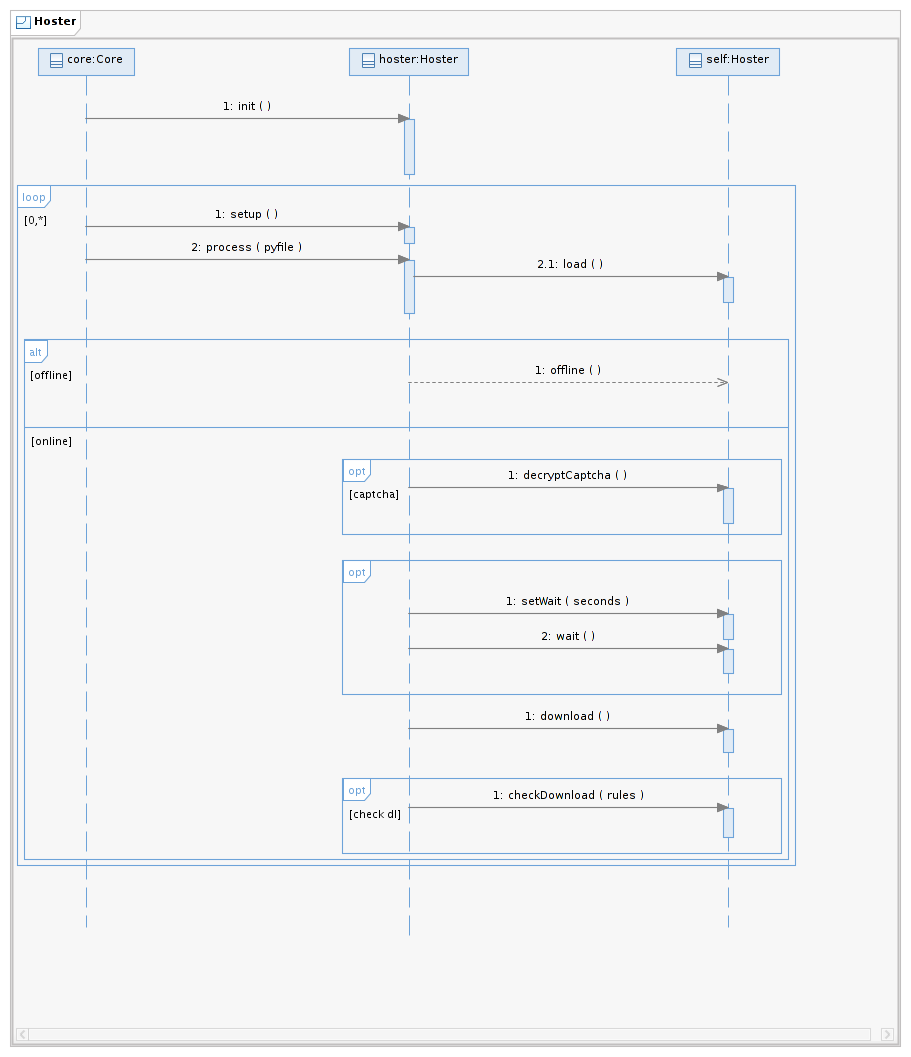 Hoster
core:Core
hoster:Hoster
self:Hoster
1: init ( )
loop
[0,*]
1: setup ( )
2: process ( pyfile )
2.1: load ( )
alt
[offline]
1: offline ( )
[online]
opt
1: decryptCaptcha ( )
[captcha]
opt
1: setWait ( seconds )
2: wait ( )
1: download ( )
opt
1: checkDownload ( rules )
[check dl]